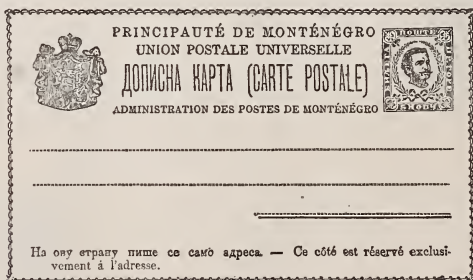 PRINCIPAUTÉ DE MONTÉNÉGRO
UNION POSTALE UNIVERSELLE
ДОПИСНА КАРТА (CARTE POSTALE)
ADMINISTRATION DES POSTES DE MONTÉNÉGRO
На ову страну пише се само̀ адреса. — Ce côté est réservé exclusi-
vement à l'adresse.